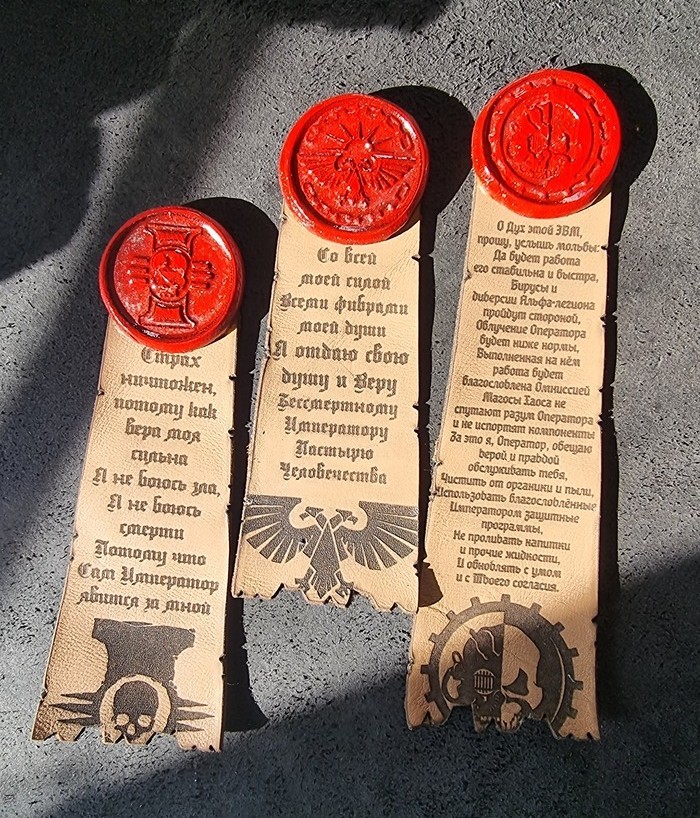 Страх
ничтожен,
потому как
вера моя
сильна
Я не боюсь зла,
Я не боюсь
смерти
Потому что
Сам Император
явится за мной
Со всей
моей силой
Всеми фибрами
моей души
Я отдаю свою
душу и Веру
Бессмертному
Императору
Пастырю
Человечества
О Дух этой ЭВМ,
прошу, услышь мольбы:
Да будет работа
его стабильна и быстра,
Вирусы и
диверсии Альфа-легиона
пройдут стороной,
Облучение Оператора
будет ниже нормы,
Выполненная на нём
работа будет
благословлена Омниссией
Магосы Хаоса не
спутают разум Оператора
и не испортят компоненты
За это я, Оператор, обещаю
верой и правдой
обслуживать тебя,
Чистить от органики и пыли,
Использовать благословлённые
Императором защитные
программы,
Не проливать напитки
и прочие жидкости,
И обновлять с умом
и с Твоего согласия.